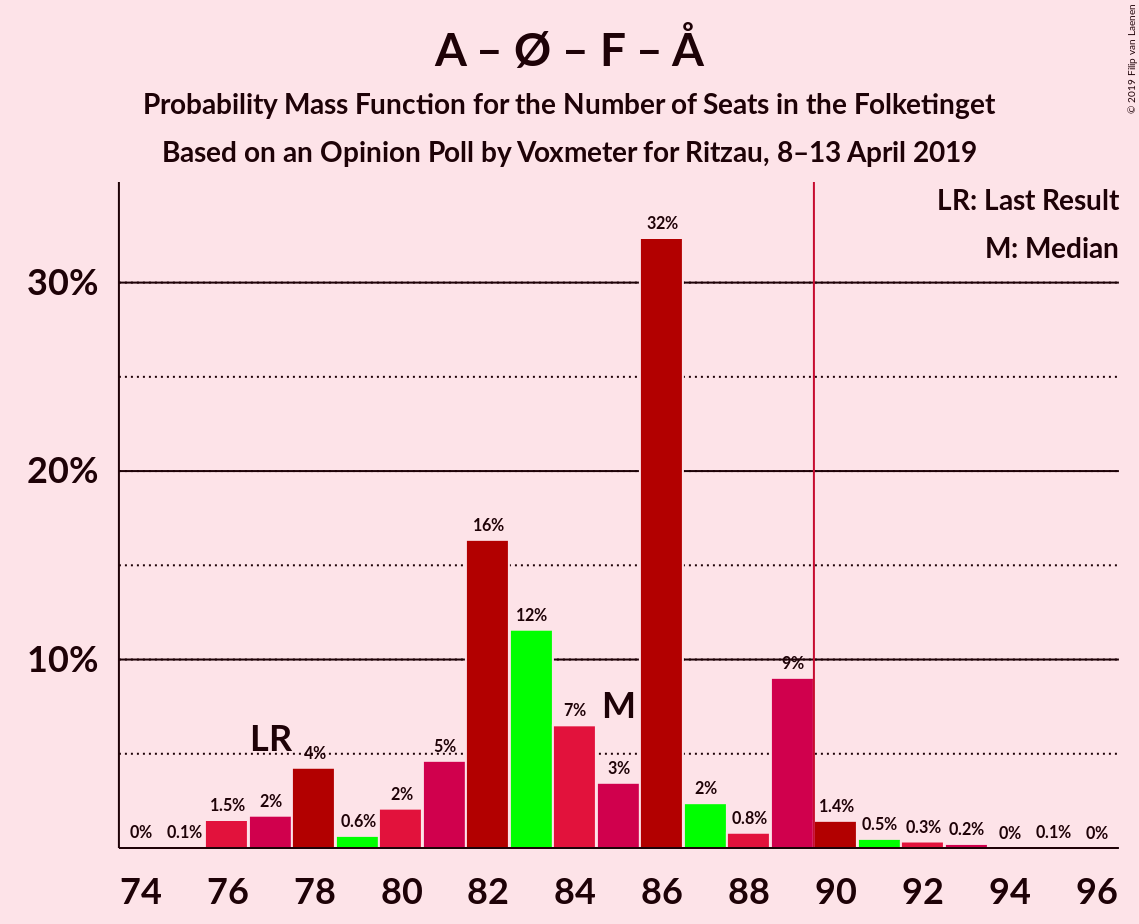 A – Ø – F – Å
Probability Mass Function for the Number of Seats in the Folketinget
Based on an Opinion Poll by Voxmeter for Ritzau, 8–13 April 2019
© 2019 Filip van Laenen
LR: Last Result
M: Median
30%
20%
10%
0%
0.1%
1.5%
2%
LR
4%
0.6%
2%
5%
16%
12%
7%
M
3%
32%
2%
0.8%
9%
1.4%
0.5%
0.3%
0.2%
0%
0.1%
0%
74 76 78 80 82 84 86 88 90 92 94 96